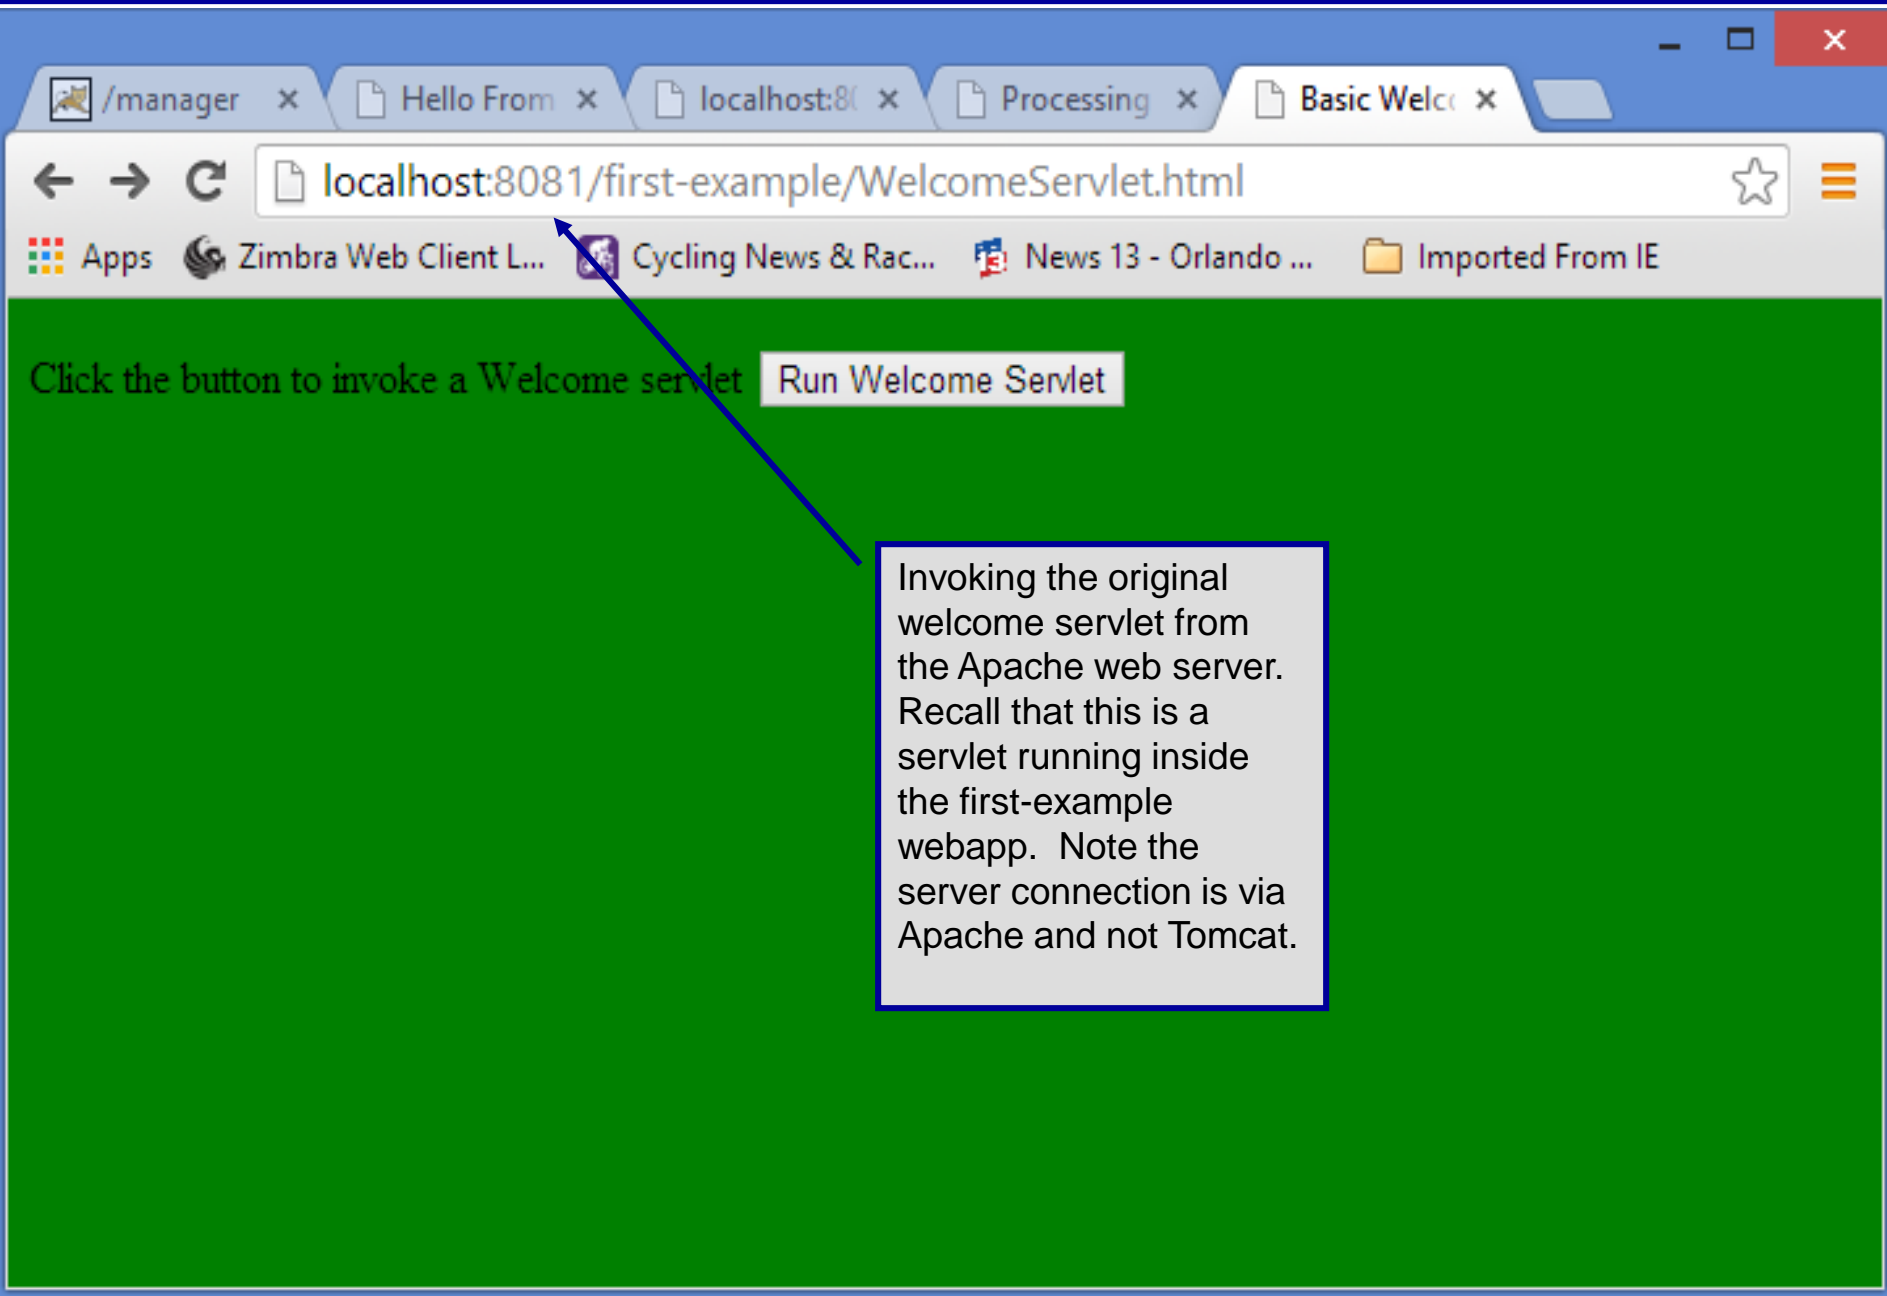 /manager
Hello From
localhost:8
Processing
Basic Welc
localhost:8081/first-example/WelcomeServlet.html
Apps Zimbra Web Client L... Cycling News & Rac... News 13 - Orlando ... Imported From IE
Click the button to invoke a Welcome servlet Run Welcome Servlet
Invoking the original
welcome servlet from
the Apache web server.
Recall that this is a
servlet running inside
the first-example
webapp.  Note the
server connection is via
Apache and not Tomcat.